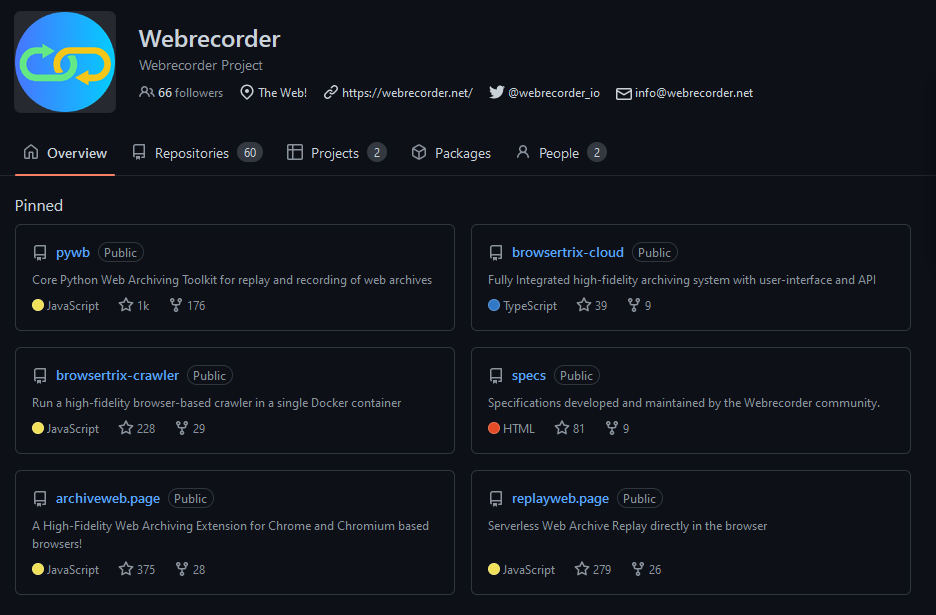 Webrecorder
Webrecorder Project
66 followers The Web! https://webrecorder.net/ @webrecorder_io info@webrecorder.net
Overview Repositories 60 Projects 2 Packages People 2
Pinned
pywb Public
Core Python Web Archiving Toolkit for replay and recording of web archives
JavaScript 1k 176
browsertrix-cloud Public
Fully Integrated high-fidelity archiving system with user-interface and API
TypeScript 39 9
browsertrix-crawler Public
Run a high-fidelity browser-based crawler in a single Docker container
JavaScript 228 29
specs Public
Specifications developed and maintained by the Webrecorder community.
HTML 81 9
archiveweb.page Public
A High-Fidelity Web Archiving Extension for Chrome and Chromium based
browsers!
JavaScript 375 28
replayweb.page Public
Serverless Web Archive Replay directly in the browser
JavaScript 279 26